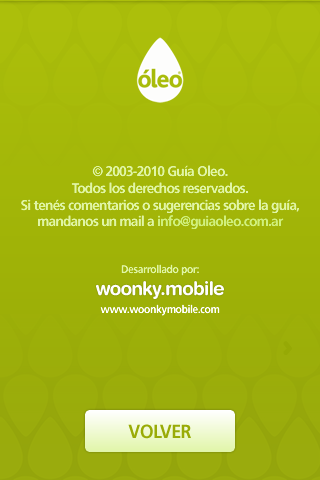 óleo
© 2003-2010 Guía Oleo.
Todos los derechos reservados.
Si tenés comentarios o sugerencias sobre la guía,
mandanos un mail a info@guiaoleo.com.ar
Desarrollado por:
woonky.mobile
www.woonkymobile.com
VOLVER